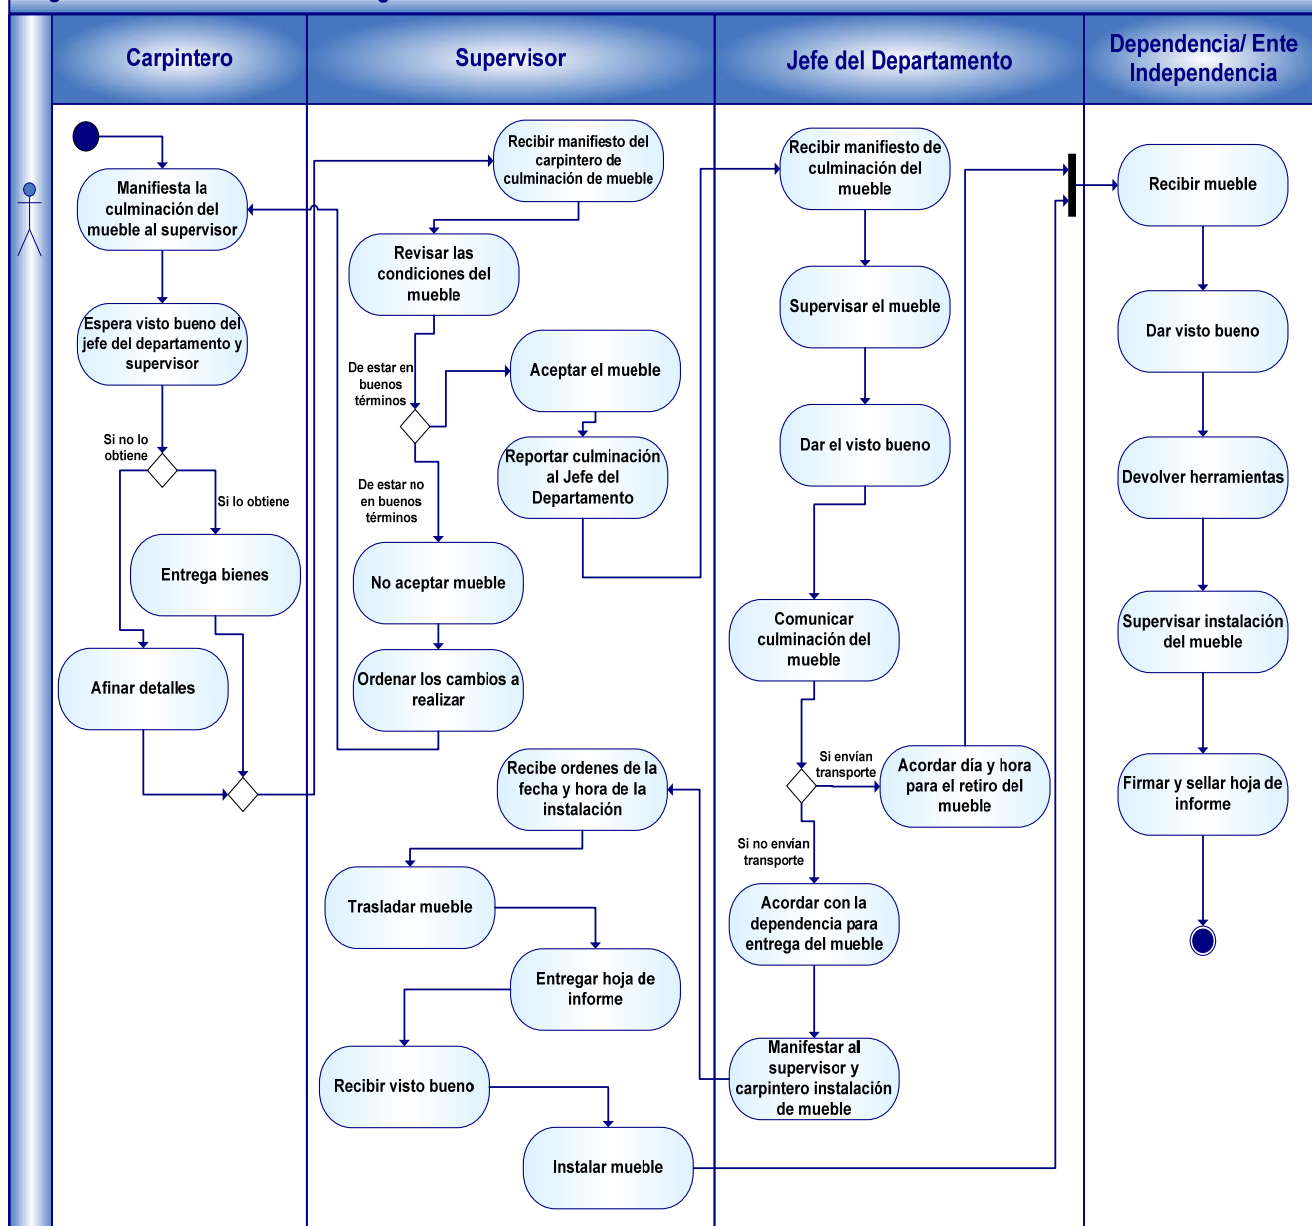 Carpintero
Supervisor
Jefe del Departamento
Dependencia/ Ente
Independencia
Manifiesta la
culminación del
mueble al supervisor
Espera visto bueno del
jefe del departamento y
supervisor
Si no lo
obtiene
Si lo obtiene
Entrega bienes
Afinar detalles
Recibir manifiesto del
carpintero de
culminación de mueble
Revisar las
condiciones del
mueble
De estar en
buenos
términos
Aceptar el mueble
Reportar culminación
al Jefe del
Departamento
De estar no
en buenos
términos
No aceptar mueble
Ordenar los cambios a
realizar
Recibe ordenes de la
fecha y hora de la
instalación
Trasladar mueble
Entregar hoja de
informe
Recibir visto bueno
Instalar mueble
Recibir manifiesto de
culminación del
mueble
Supervisar el mueble
Dar el visto bueno
Comunicar
culminación del
mueble
Si envían
transporte
Acordar día y hora
para el retiro del
mueble
Si no envían
transporte
Acordar con la
dependencia para
entrega del mueble
Manifestar al
supervisor y
carpintero instalación
de mueble
Recibir mueble
Dar visto bueno
Devolver herramientas
Supervisar instalación
del mueble
Firmar y sellar hoja de
informe